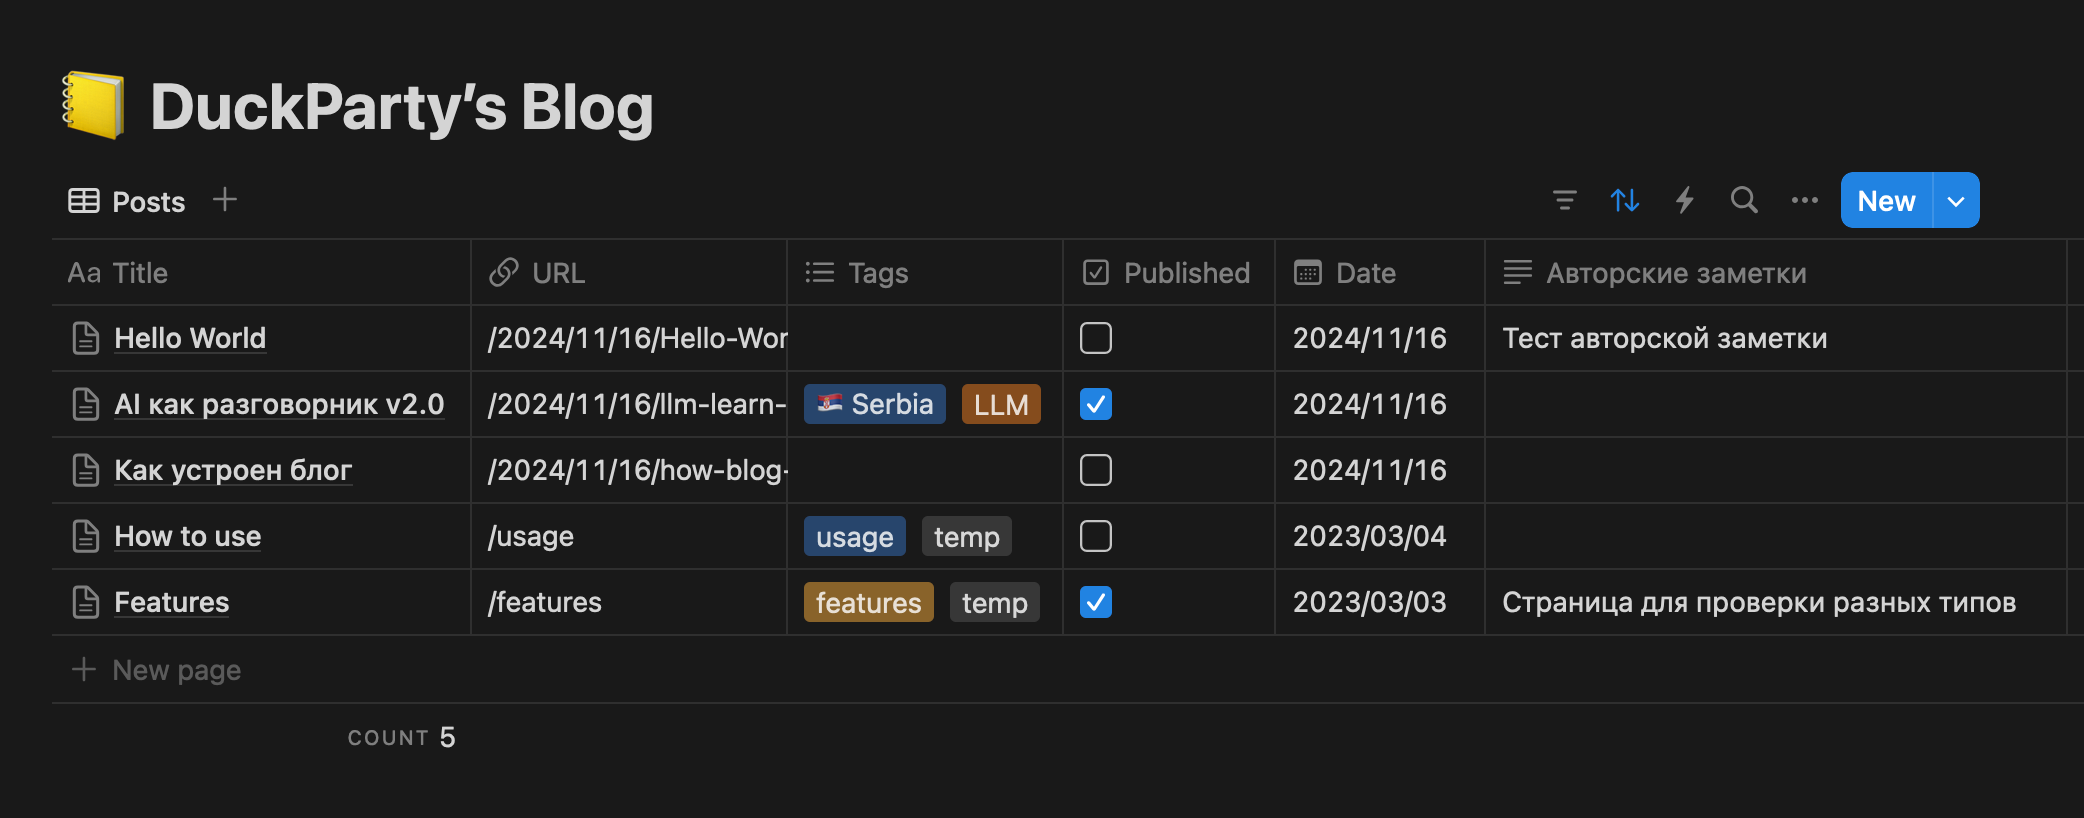 DuckParty’s Blog
Posts
New
Aa Title URL Tags Published Date Авторские заметки
Hello World /2024/11/16/Hello-Wor 2024/11/16 Тест авторской заметки
AI как разговорник v2.0 /2024/11/16/llm-learn- Serbia LLM 2024/11/16
Как устроен блог /2024/11/16/how-blog- 2024/11/16
How to use /usage usage temp 2023/03/04
Features /features features temp 2023/03/03 Страница для проверки разных типов
New page
COUNT 5